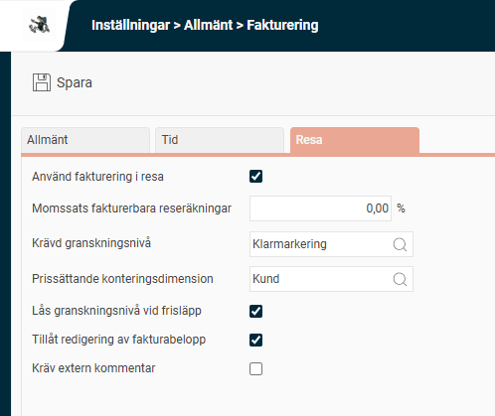 Inställningar > Allmänt > Fakturering
Spara
Allmänt Tid Resa
Använd fakturering i resa
Momssats fakturerbara reseräkningar 0,00 %
Krävd granskningsnivå Klarmarkering
Prissättande konteringsdimension Kund
Lås granskningsnivå vid frisläpp
Tillåt redigering av fakturabelopp
Kräv extern kommentar